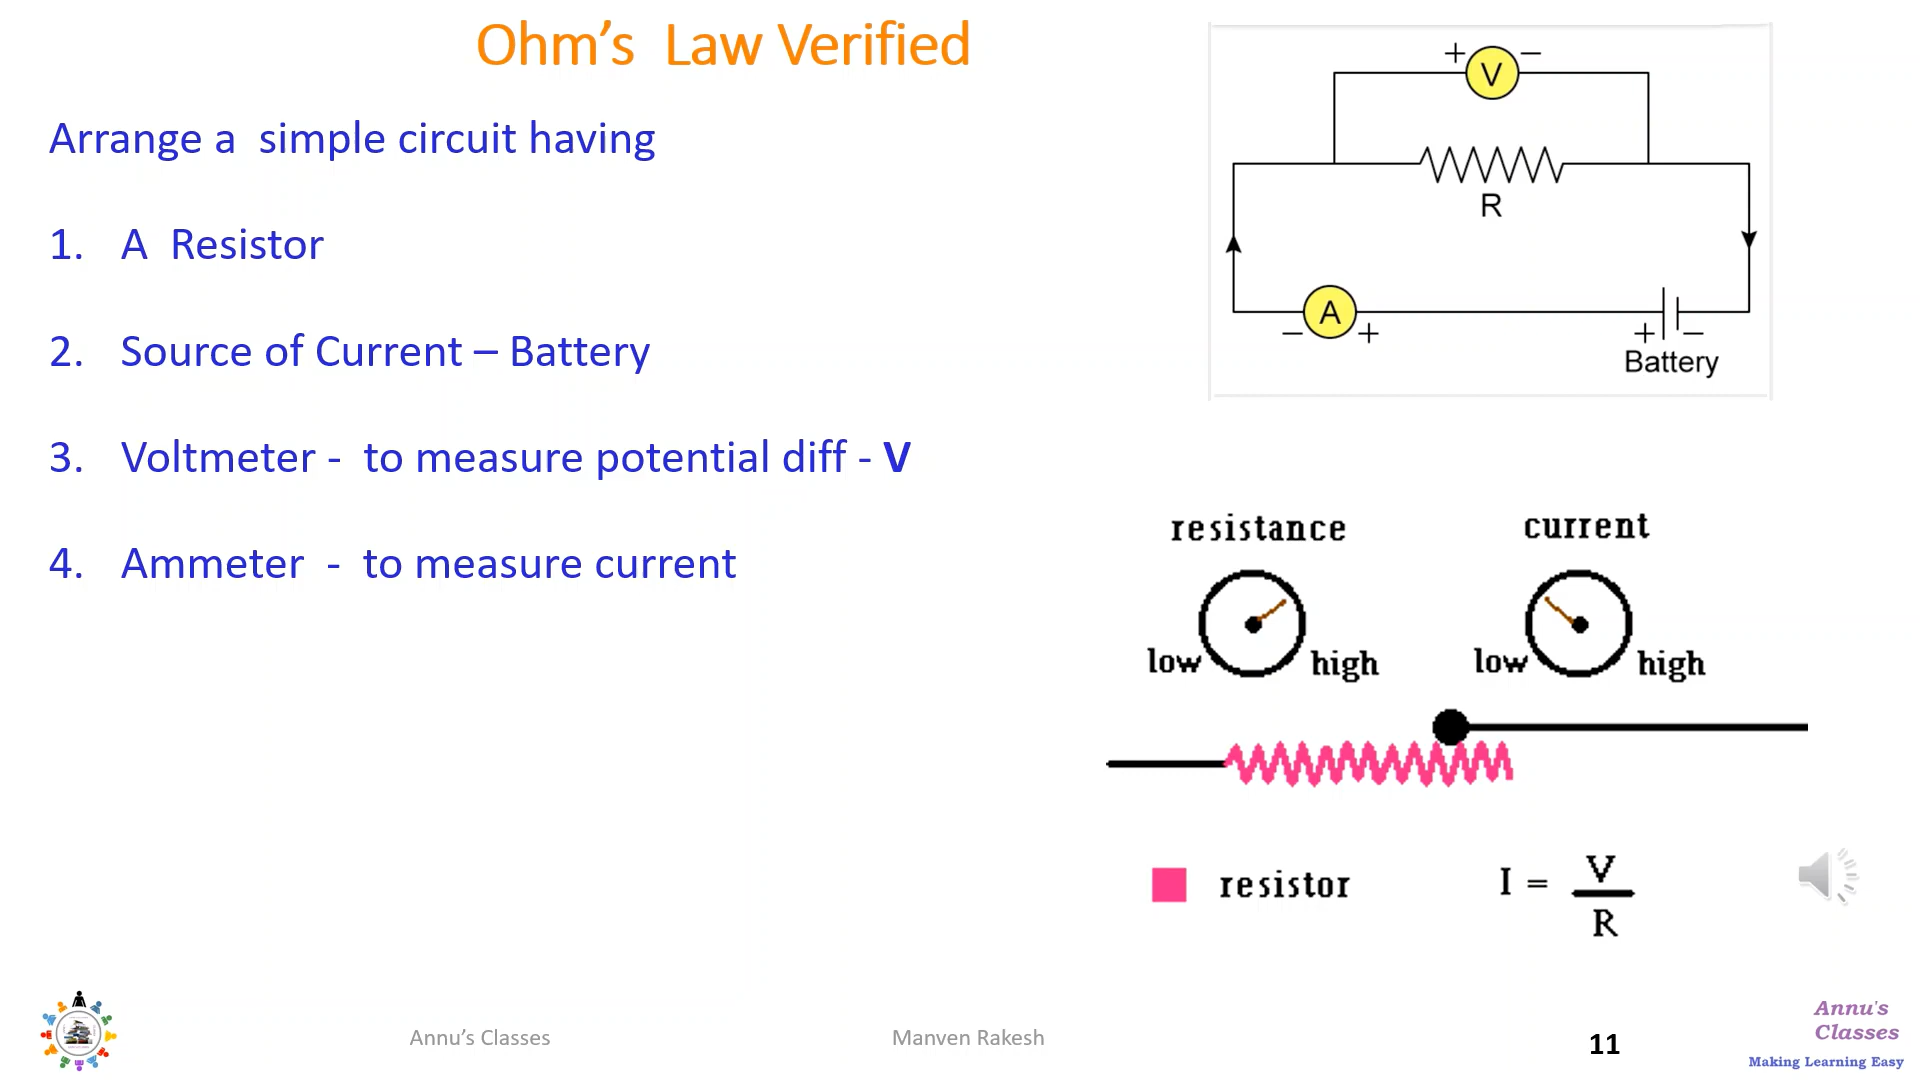 Ohm’s  Law Verified
Arrange a  simple circuit having
1. A  Resistor
2. Source of Current – Battery
3. Voltmeter -  to measure potential diff - V
4. Ammeter  -  to measure current
+ V −
R
− A +
+ −
Battery
resistance
low high
current
low high
resistor
I = V
R
Annu’s Classes
Manven Rakesh
11
Annu's
Classes
Making Learning Easy